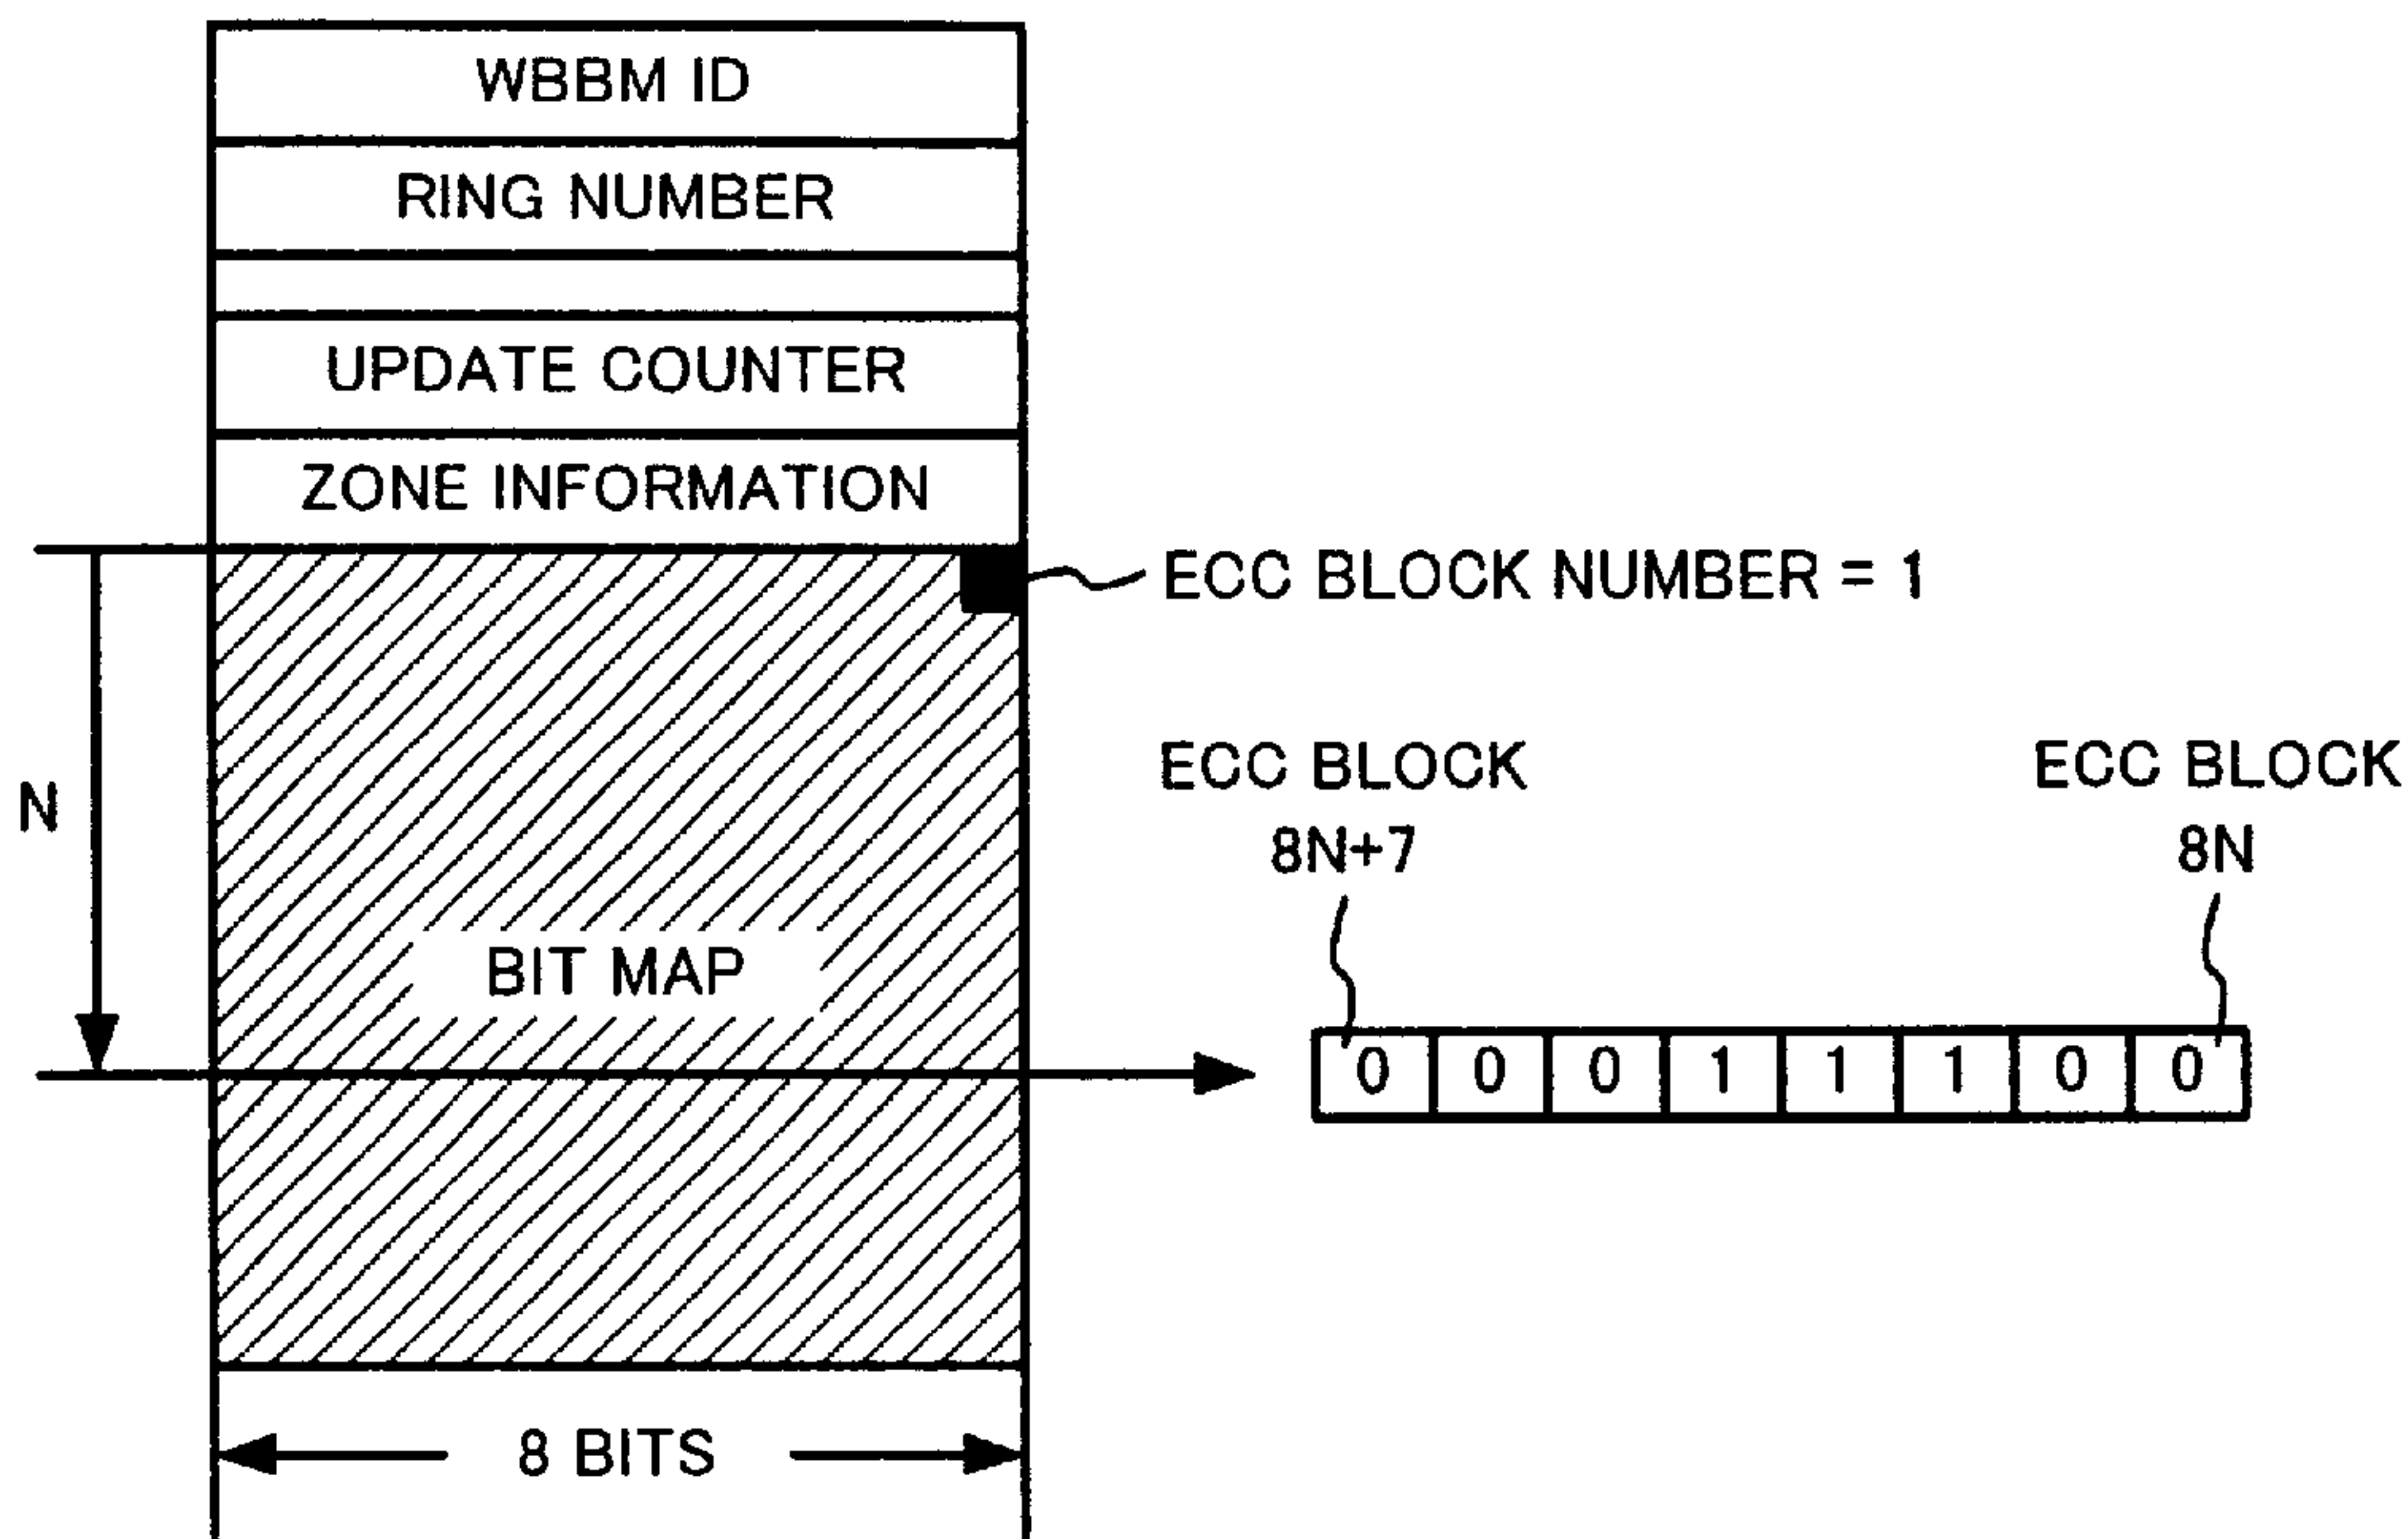 WBBM ID
RING NUMBER
UPDATE COUNTER
ZONE INFORMATION
ECC BLOCK NUMBER = 1
ECC BLOCK
8N+7
ECC BLOCK
8N
N
BIT MAP
0 0 0 1 1 1 0 0
8 BITS